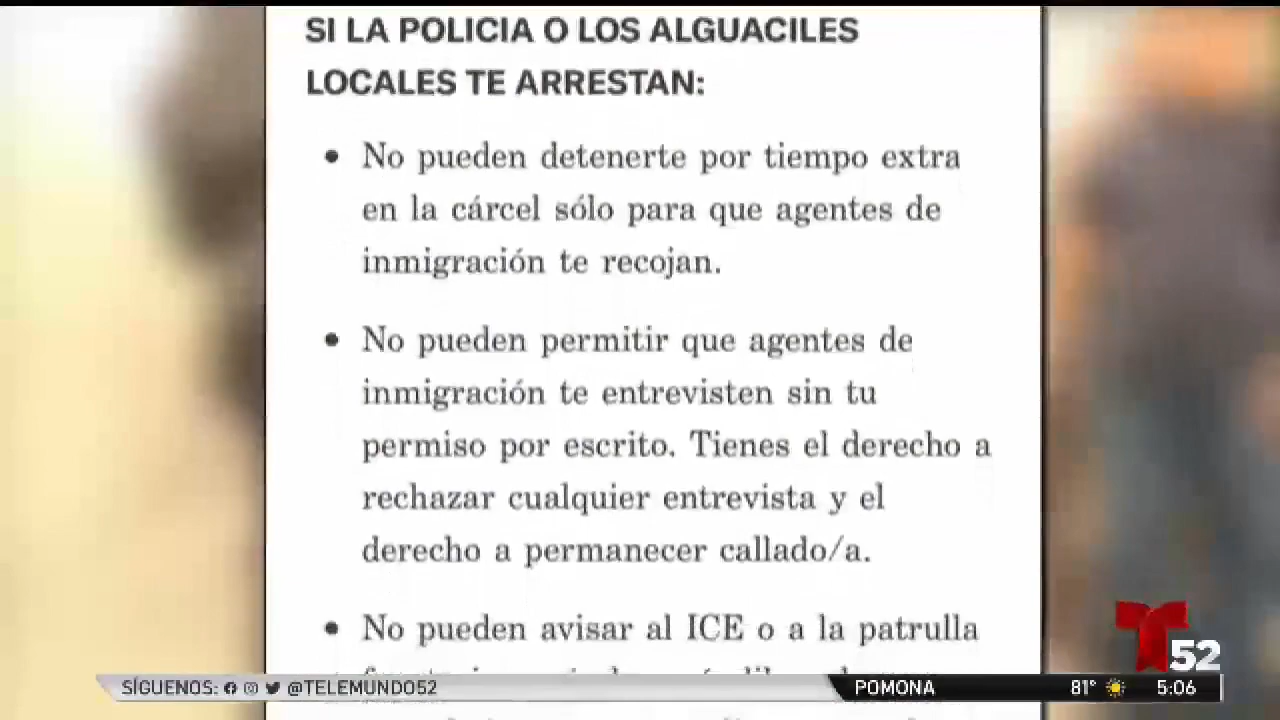 SI LA POLICIA O LOS ALGUACILES
LOCALES TE ARRESTAN:
• No pueden detenerte por tiempo extra
en la cárcel sólo para que agentes de
inmigración te recojan.
• No pueden permitir que agentes de
inmigración te entrevisten sin tu
permiso por escrito. Tienes el derecho a
rechazar cualquier entrevista y el
derecho a permanecer callado/a.
• No pueden avisar al ICE o a la patrulla
52
SÍGUENOS: @TELEMUNDO52
POMONA 81° 5:06